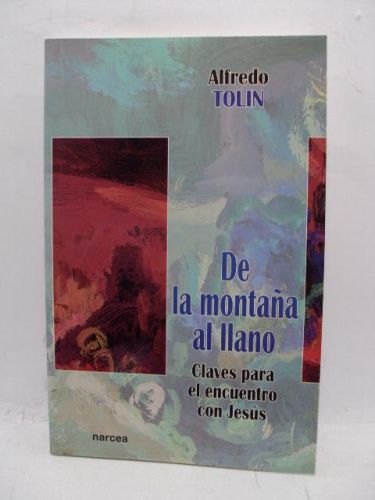 Alfredo
TOLIN
De
la montaña
al llano
Claves para
el encuentro
con Jesús
narcea